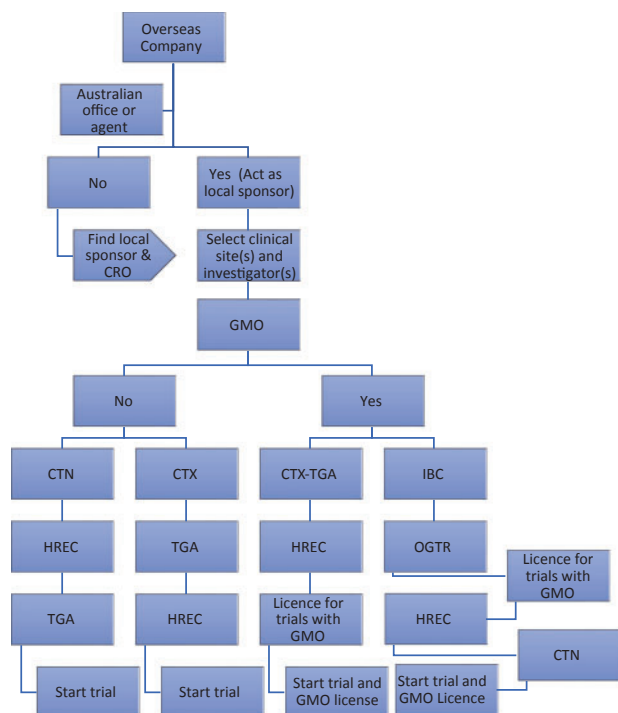 Overseas
Company
Australian
office or
agent
No
Yes (Act as
local sponsor)
Find local
sponsor &
CRO
Select clinical
site(s) and
investigator(s)
GMO
No
Yes
CTN
CTX
CTX-TGA
IBC
HREC
TGA
HREC
OGTR
Licence for
trials with
GMO
TGA
HREC
Licence for
trials with
GMO
HREC
CTN
Start trial
Start trial
Start trial and
GMO license
Start trial and
GMO Licence